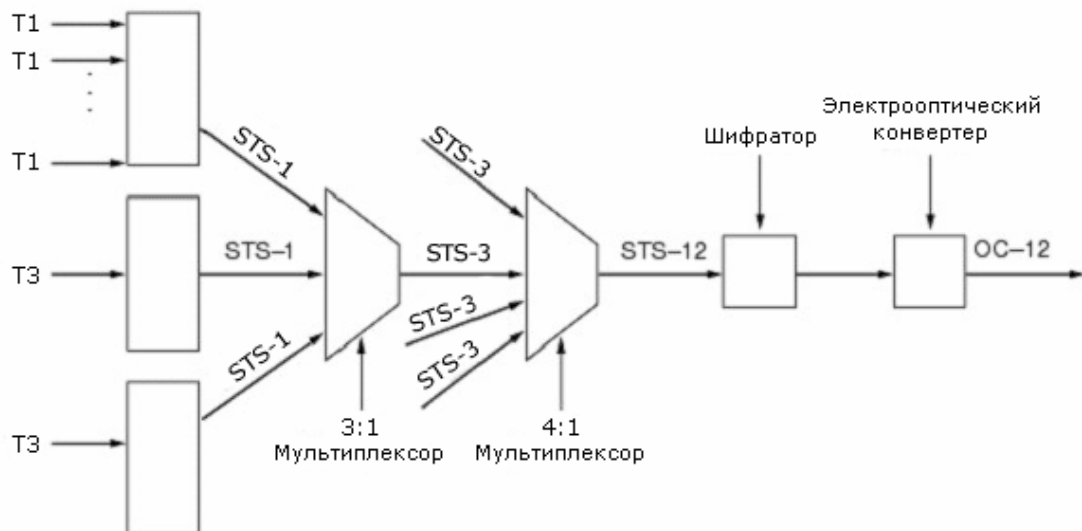 T1
T1
T1
STS-1
T3
STS-1
T3
STS-1
STS-3
STS-3
STS-3
STS-3
3:1
Мультиплексор
4:1
Мультиплексор
STS-12
Шифратор
Электрооптический
конвертер
OC-12